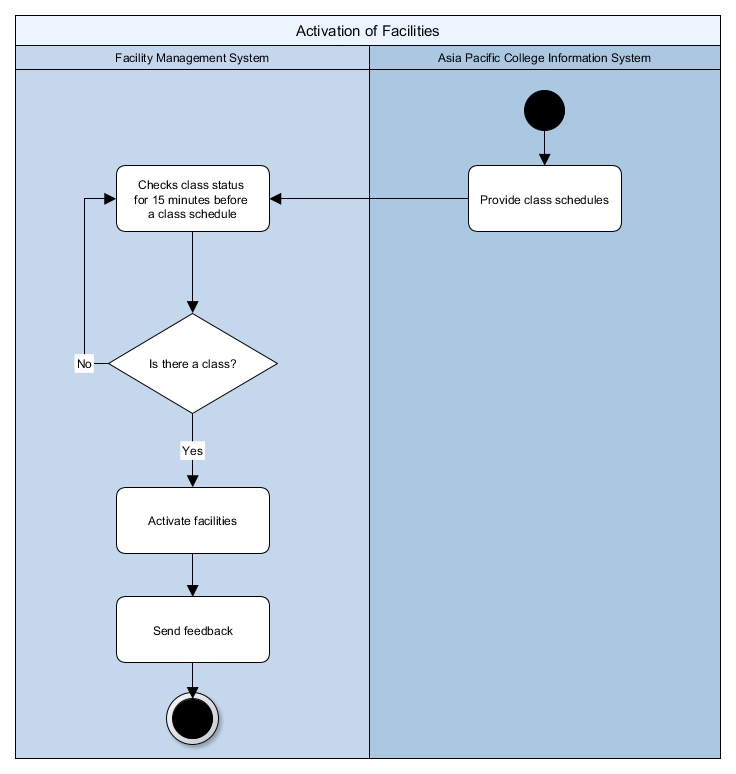 Activation of Facilities
Facility Management System
Asia Pacific College Information System
Checks class status
for 15 minutes before
a class schedule
Provide class schedules
Is there a class?
No
Yes
Activate facilities
Send feedback